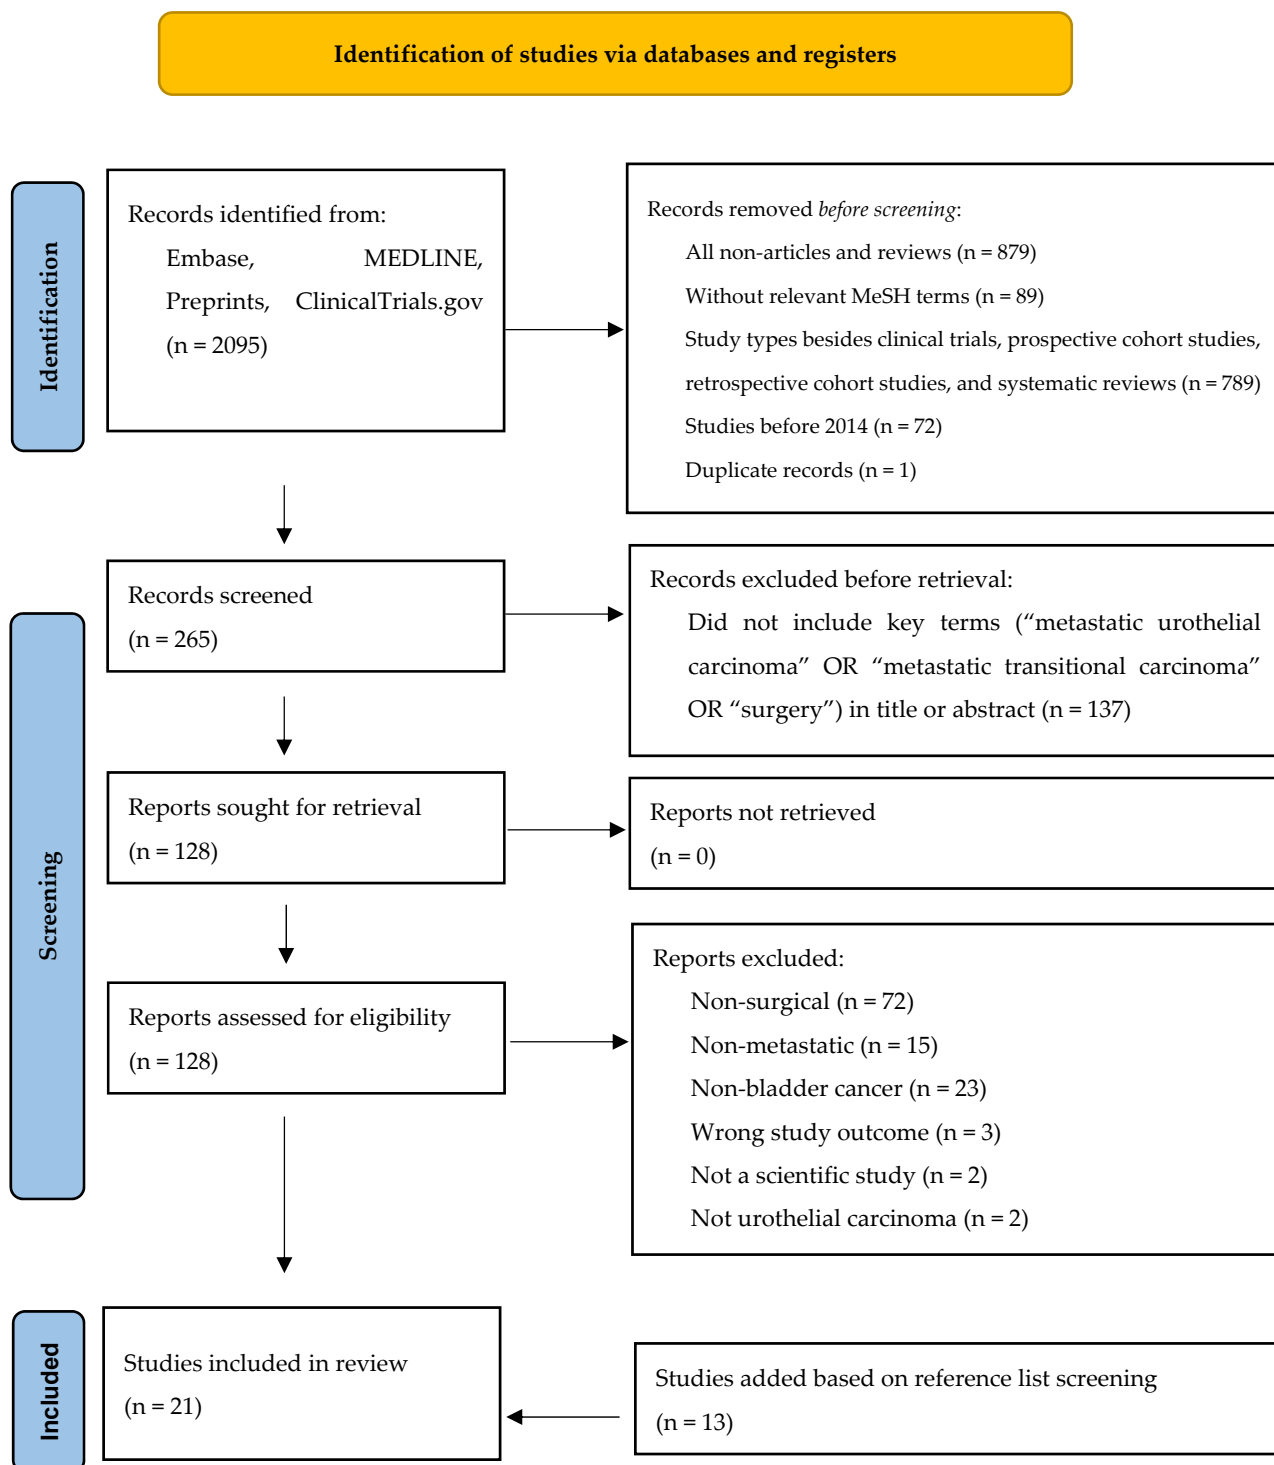 Identification of studies via databases and registers
Identification
Records identified from:
Embase, MEDLINE,
Preprints, ClinicalTrials.gov
(n = 2095)
Records removed before screening:
All non-articles and reviews (n = 879)
Without relevant MeSH terms (n = 89)
Study types besides clinical trials, prospective cohort studies,
retrospective cohort studies, and systematic reviews (n = 789)
Studies before 2014 (n = 72)
Duplicate records (n = 1)
Screening
Records screened
(n = 265)
Records excluded before retrieval:
Did not include key terms (“metastatic urothelial
carcinoma” OR “metastatic transitional carcinoma”
OR “surgery”) in title or abstract (n = 137)
Reports sought for retrieval
(n = 128)
Reports not retrieved
(n = 0)
Reports assessed for eligibility
(n = 128)
Reports excluded:
Non-surgical (n = 72)
Non-metastatic (n = 15)
Non-bladder cancer (n = 23)
Wrong study outcome (n = 3)
Not a scientific study (n = 2)
Not urothelial carcinoma (n = 2)
Included
Studies included in review
(n = 21)
Studies added based on reference list screening
(n = 13)